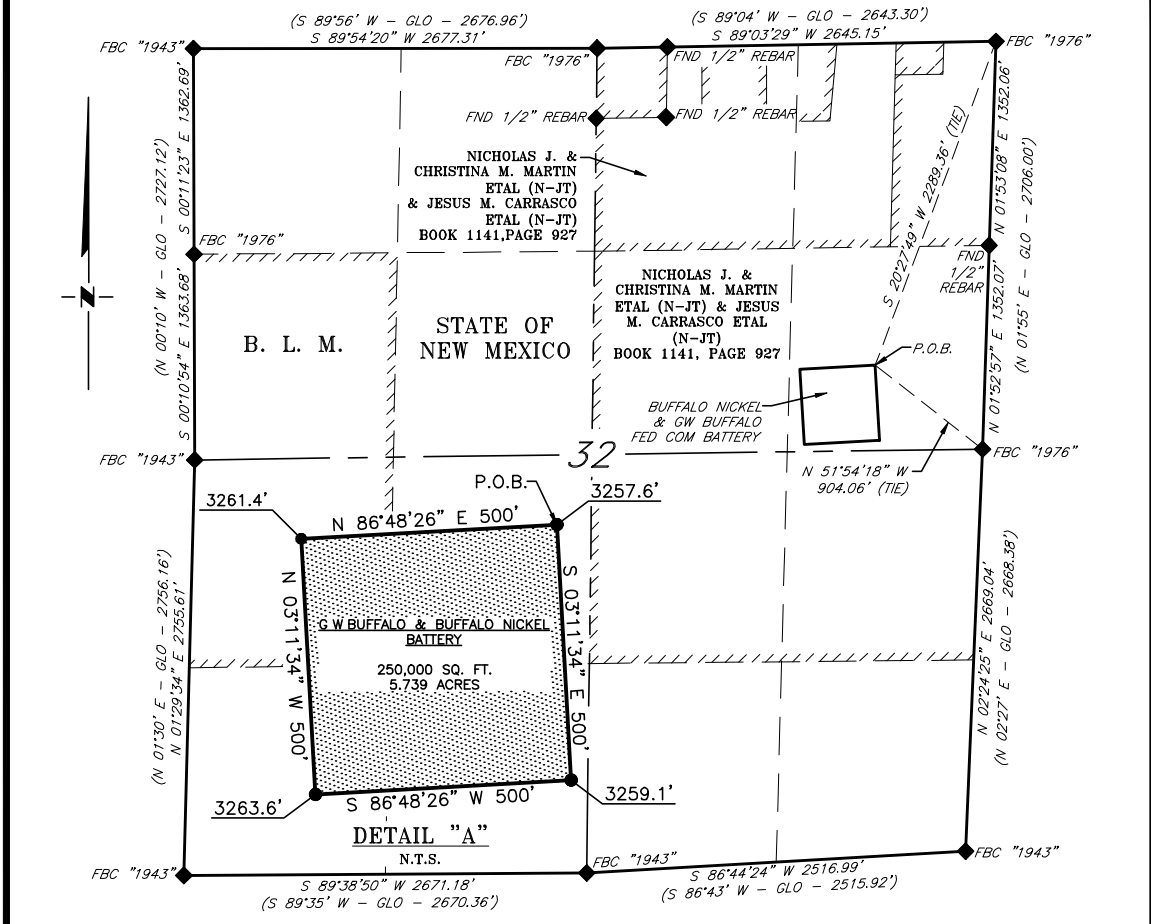 (S 89°56' W - GLO - 2676.96')
S 89°54'20" W 2677.31'
(S 89°04' W - GLO - 2643.30')
S 89°03'29" W 2645.15'
FBC "1943"
FBC "1976"
FND 1/2" REBAR
FBC "1976"
FND 1/2" REBAR
FND 1/2" REBAR
S 00°11'23" E 1362.69'
(N 00°10' W - GLO - 2727.12')
S 00°10'54" E 1363.68'
N 01°53'08" E 1352.06'
(N 01°55' E - GLO - 2706.00')
N 01°52'57" E 1352.07'
S 20°27'49" W 2289.36' (TIE)
NICHOLAS J. &
CHRISTINA M. MARTIN
ETAL (N-JT)
& JESUS M. CARRASCO
ETAL (N-JT)
BOOK 1141,PAGE 927
FBC "1976"
FND
1/2"
REBAR
N
B. L. M.
STATE OF
NEW MEXICO
NICHOLAS J. &
CHRISTINA M. MARTIN
ETAL (N-JT) & JESUS
M. CARRASCO ETAL
(N-JT)
BOOK 1141, PAGE 927
P.O.B.
BUFFALO NICKEL
& GW BUFFALO
FED COM BATTERY
FBC "1943"
32
FBC "1976"
N 51°54'18" W
904.06' (TIE)
P.O.B.
3261.4'
3257.6'
N 86°48'26" E 500'
N 03°11'34" W 500'
S 03°11'34" E 500'
G W BUFFALO & BUFFALO NICKEL
BATTERY
250,000 SQ. FT.
5.739 ACRES
S 86°48'26" W 500'
3263.6'
3259.1'
DETAIL "A"
N.T.S.
(N 01°30' E - GLO - 2756.16')
N 01°29'34" E 2755.61'
N 02°24'25" E 2669.04'
(N 02°27' E - GLO - 2668.38')
FBC "1943"
FBC "1943"
FBC "1943"
S 89°38'50" W 2671.18'
(S 89°35' W - GLO - 2670.36')
S 86°44'24" W 2516.99'
(S 86°43' W - GLO - 2515.92')